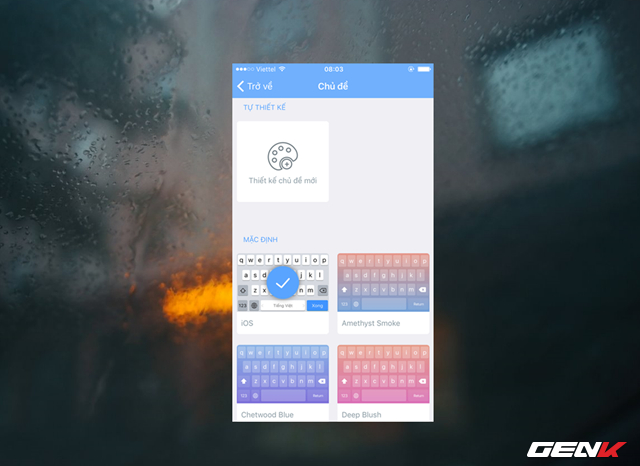 Viettel 08:03
Trở về Chủ đề
TỰ THIẾT KẾ
Thiết kế chủ đề mới
MẶC ĐỊNH
q w e r t y u i o p
a s d j k l
z x b n m
123 Tiếng Việt Xong
iOS
q w e r t y u i o p
a s d f g h j k l
z x c v b n m
123 Return
Amethyst Smoke
q w e r t y u i o p
a s d f g h j k l
z x c v b n m
123 Return
Chetwood Blue
q w e r t y u i o p
a s d f g h j k l
z x c v b n m
123 Return
Deep Blush
GENK